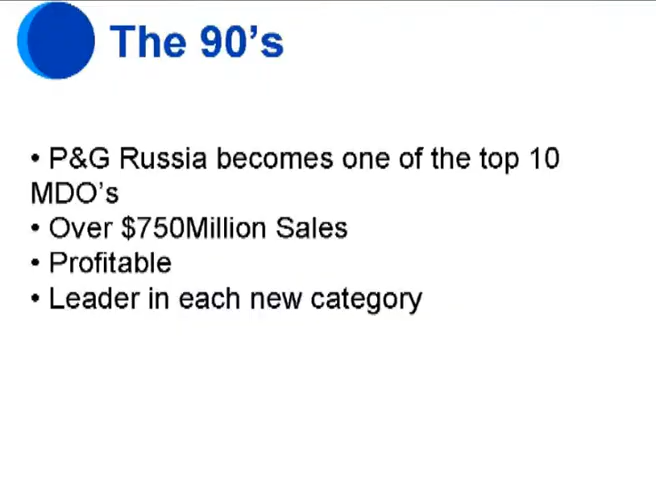 The 90's
• P&G Russia becomes one of the top 10
MDO's
• Over $750Million Sales
• Profitable
• Leader in each new category